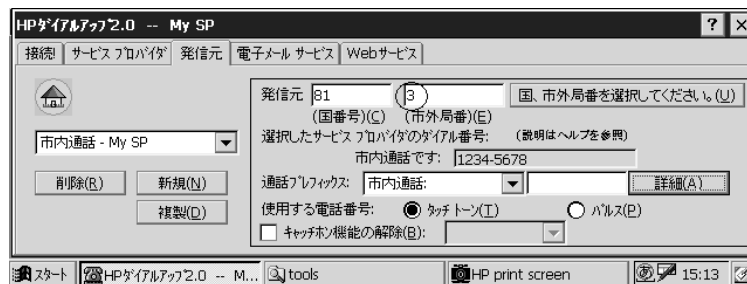 HPﾀﾞｲｱﾙｱｯﾌﾟ2.0 -- My SP ? ×
接続! ｻｰﾋﾞｽ ﾌﾟﾛﾊﾞｲﾀﾞ 発信元 電子ﾒｰﾙ ｻｰﾋﾞｽ Webｻｰﾋﾞｽ
発信元 81 3 国、市外局番を選択してください。(U)
(国番号)(C) (市外局番)(E)
市内通話 - My SP
選択したサービス プロバイダのダイアル番号: (説明はヘルプを参照)
市内通話です: 1234-5678
削除(R) 新規(N)
通話プレフィックス: 市内通話: 詳細(A)
複製(D)
使用する電話番号: タッチ トーン(T) パルス(P)
キャッチホン機能の解除(B):
スタート HPﾀﾞｲｱﾙｱｯﾌﾟ2.0 -- M... tools HP print screen あ 15:13